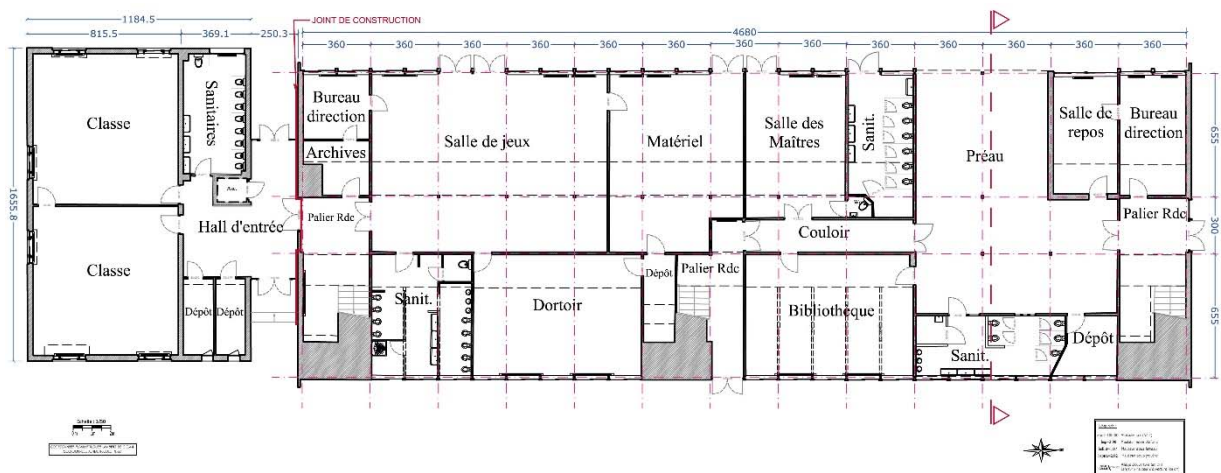 1184.5
JOINT DE CONSTRUCTION
815.5
369.1
250.3
4680
360 360 360 360 360 360 360 360 360 360 360 360 360
Sanitaires
Classe
Bureau
direction
Salle de jeux
Matériel
Salle des
Maîtres
Sanit.
Préau
Salle de
repos
Bureau
direction
655
Archives
1655.8
Hall d'entrée
Palier Rdc
Couloir
Palier Rdc
300
Classe
Dépôt
Dépôt
Sanit.
Dortoir
Dépôt
Palier Rdc
Bibliothèque
Sanit.
Dépôt
655